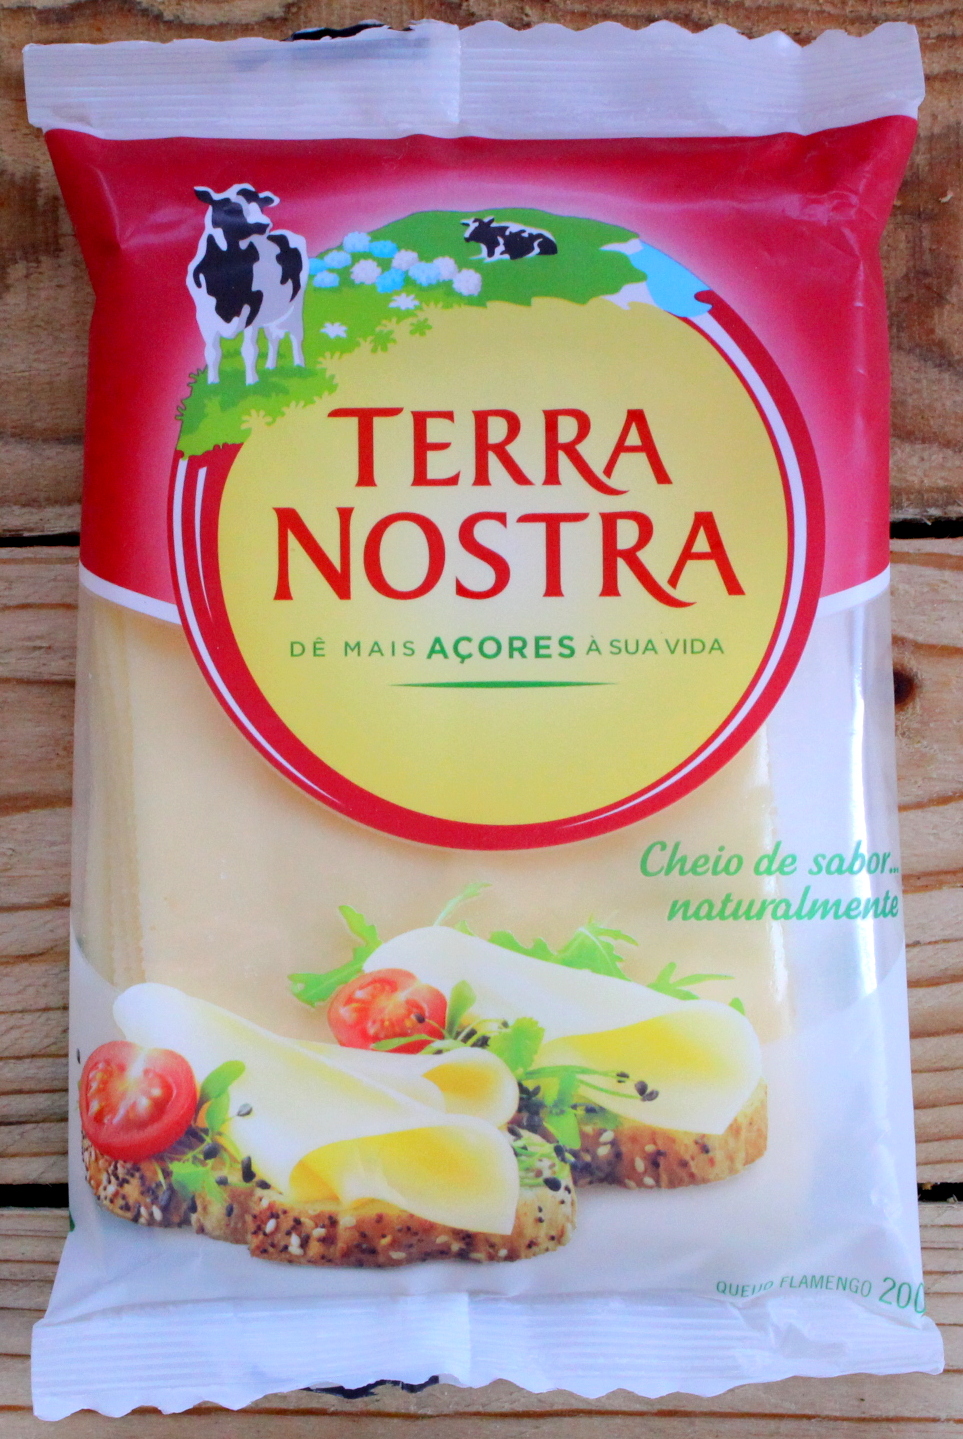 TERRA
NOSTRA
DÊ MAIS AÇORES À SUA VIDA
Cheio de sabor...
naturalmente
QUEIJO FLAMENGO 200